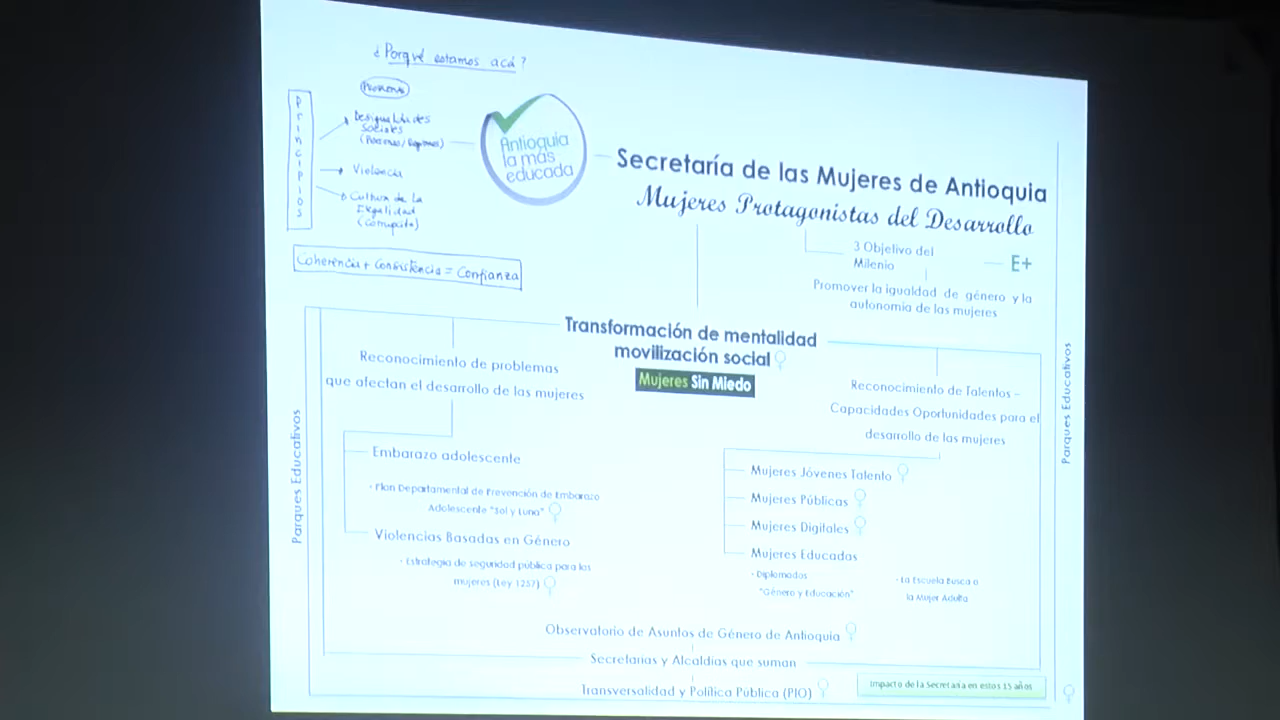 ¿Porqué estamos acá?
Principios
Desigualdades
Sociales
Violencia
Cultura de la
Ilegalidad
Coherencia + Consistencia = Confianza
Antioquia
la más
educada
Secretaría de las Mujeres de Antioquia
Mujeres Protagonistas del Desarrollo
3 Objetivo del
Milenio
E+
Promover la igualdad de género y la
autonomía de las mujeres
Transformación de mentalidad
movilización social
Mujeres Sin Miedo
Reconocimiento de problemas
que afectan el desarrollo de las mujeres
Embarazo adolescente
- Plan Departamental de Prevención de Embarazo
Adolescente "Sol y Luna"
Violencias Basadas en Género
- Estrategia de seguridad pública para las
mujeres (Ley 1257)
Reconocimiento de Talentos -
Capacidades Oportunidades para el
desarrollo de las mujeres
Mujeres Jóvenes Talento
Mujeres Públicas
Mujeres Digitales
Mujeres Educadas
- Diplomados
"Género y Educación"
- La Escuela Busca a
la Mujer Adulta
Parques Educativos
Parques Educativos
Observatorio de Asuntos de Género de Antioquia
Secretarías y Alcaldías que suman
Transversalidad y Política Pública (PIO)
Impacto de la Secretaria en estos 15 años